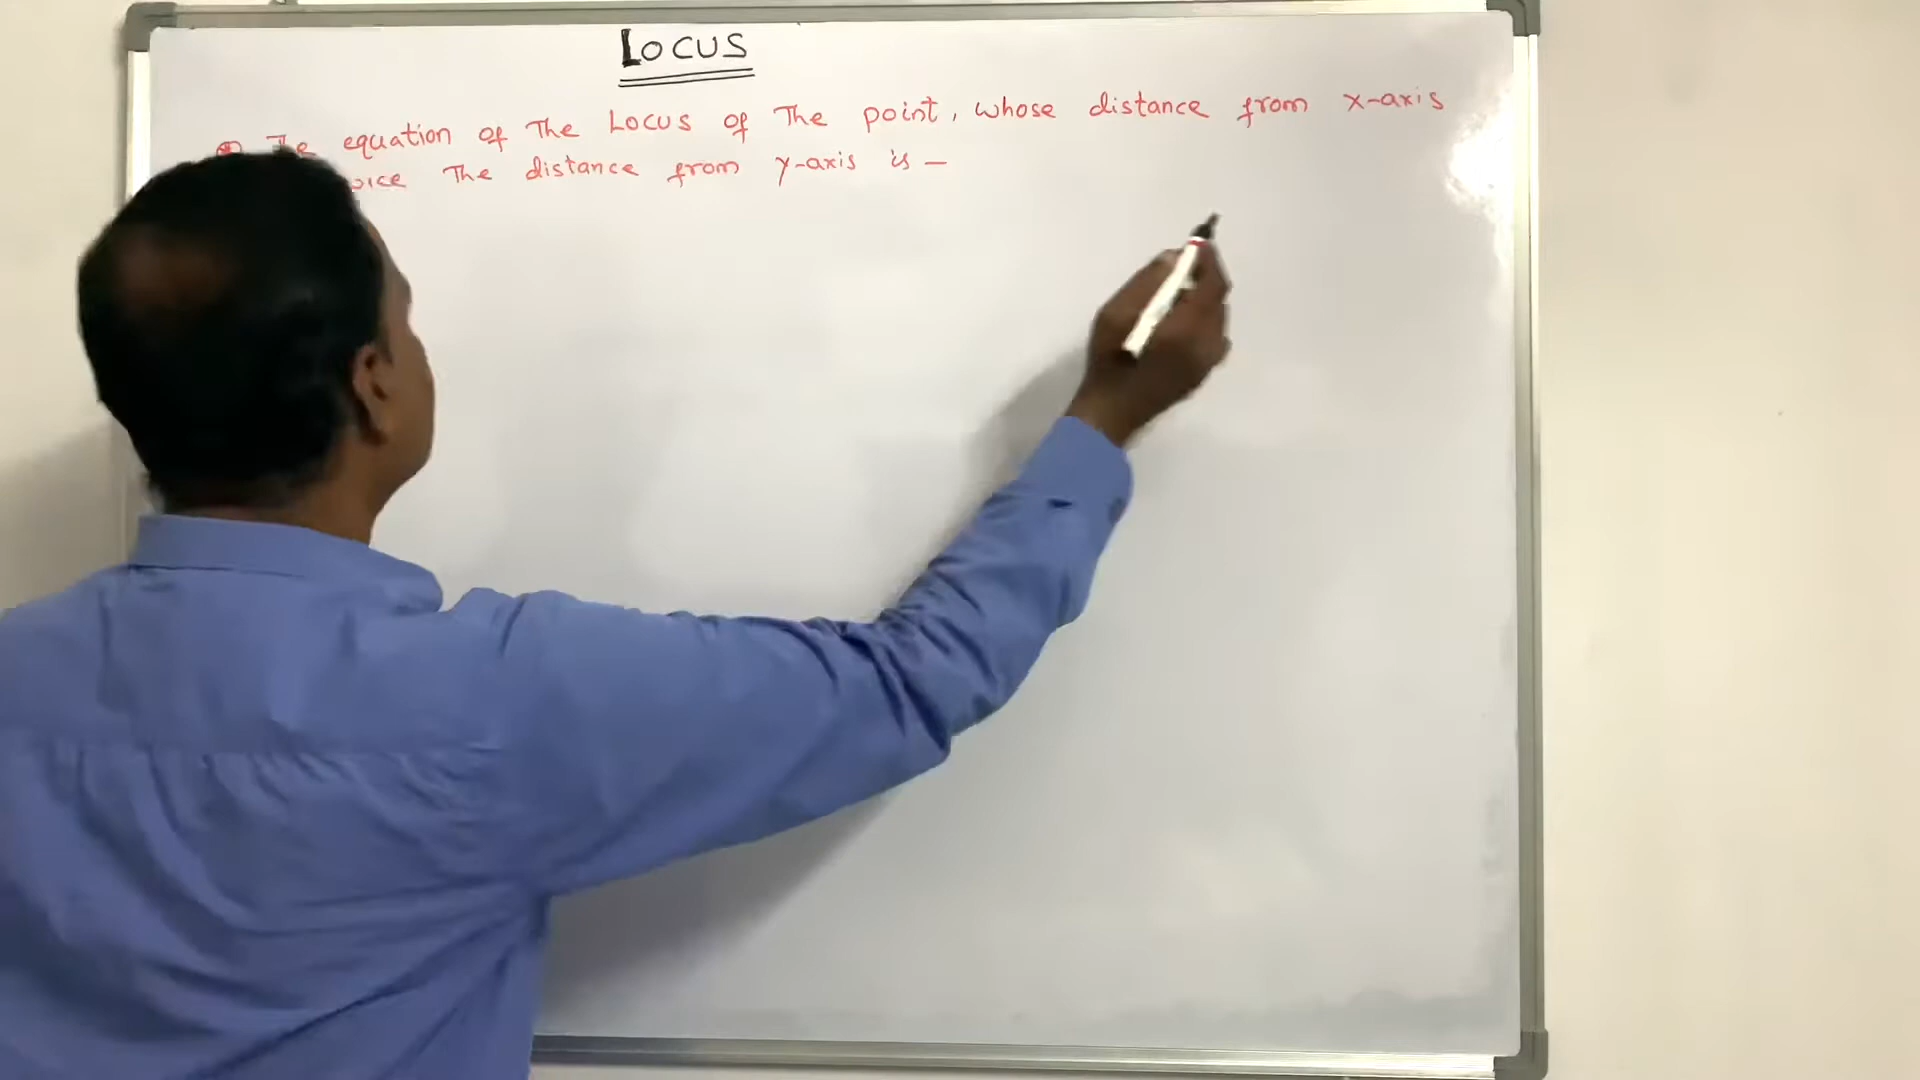 LOCUS
The equation of The Locus of The point, whose distance from x-axis
The distance from y-axis is -